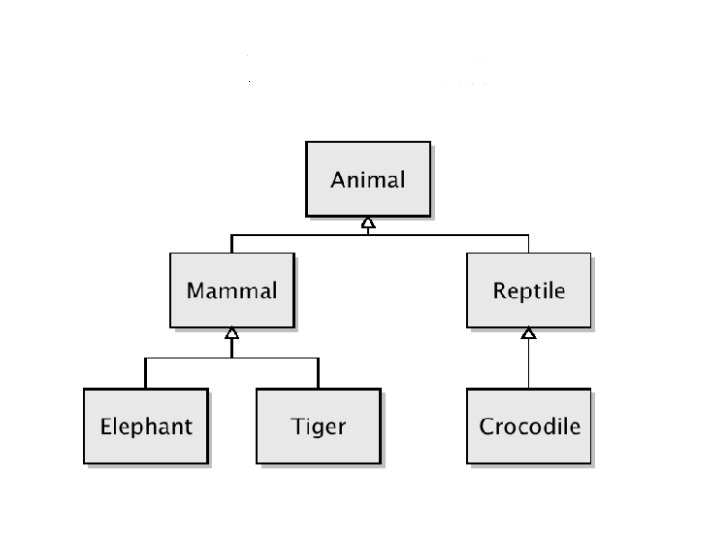 Animal
Mammal
Reptile
Elephant
Tiger
Crocodile